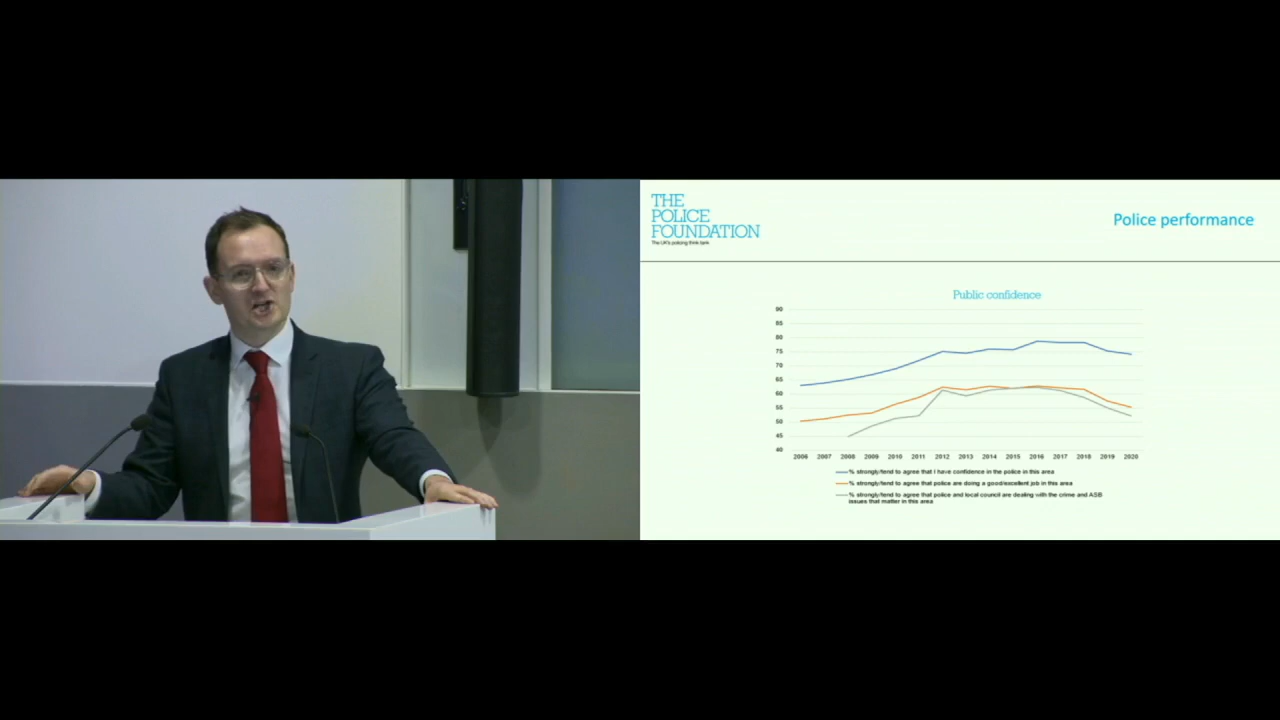 THE
POLICE
FOUNDATION
The UK's policing think tank
Police performance
Public confidence
90
85
80
75
70
65
60
55
50
45
40
2006 2007 2008 2009 2010 2011 2012 2013 2014 2015 2016 2017 2018 2019 2020
% strongly/tend to agree that I have confidence in the police in this area
% strongly/tend to agree that police are doing a good/excellent job in this area
% strongly/tend to agree that police and local council are dealing with the crime and ASB
issues that matter in this area